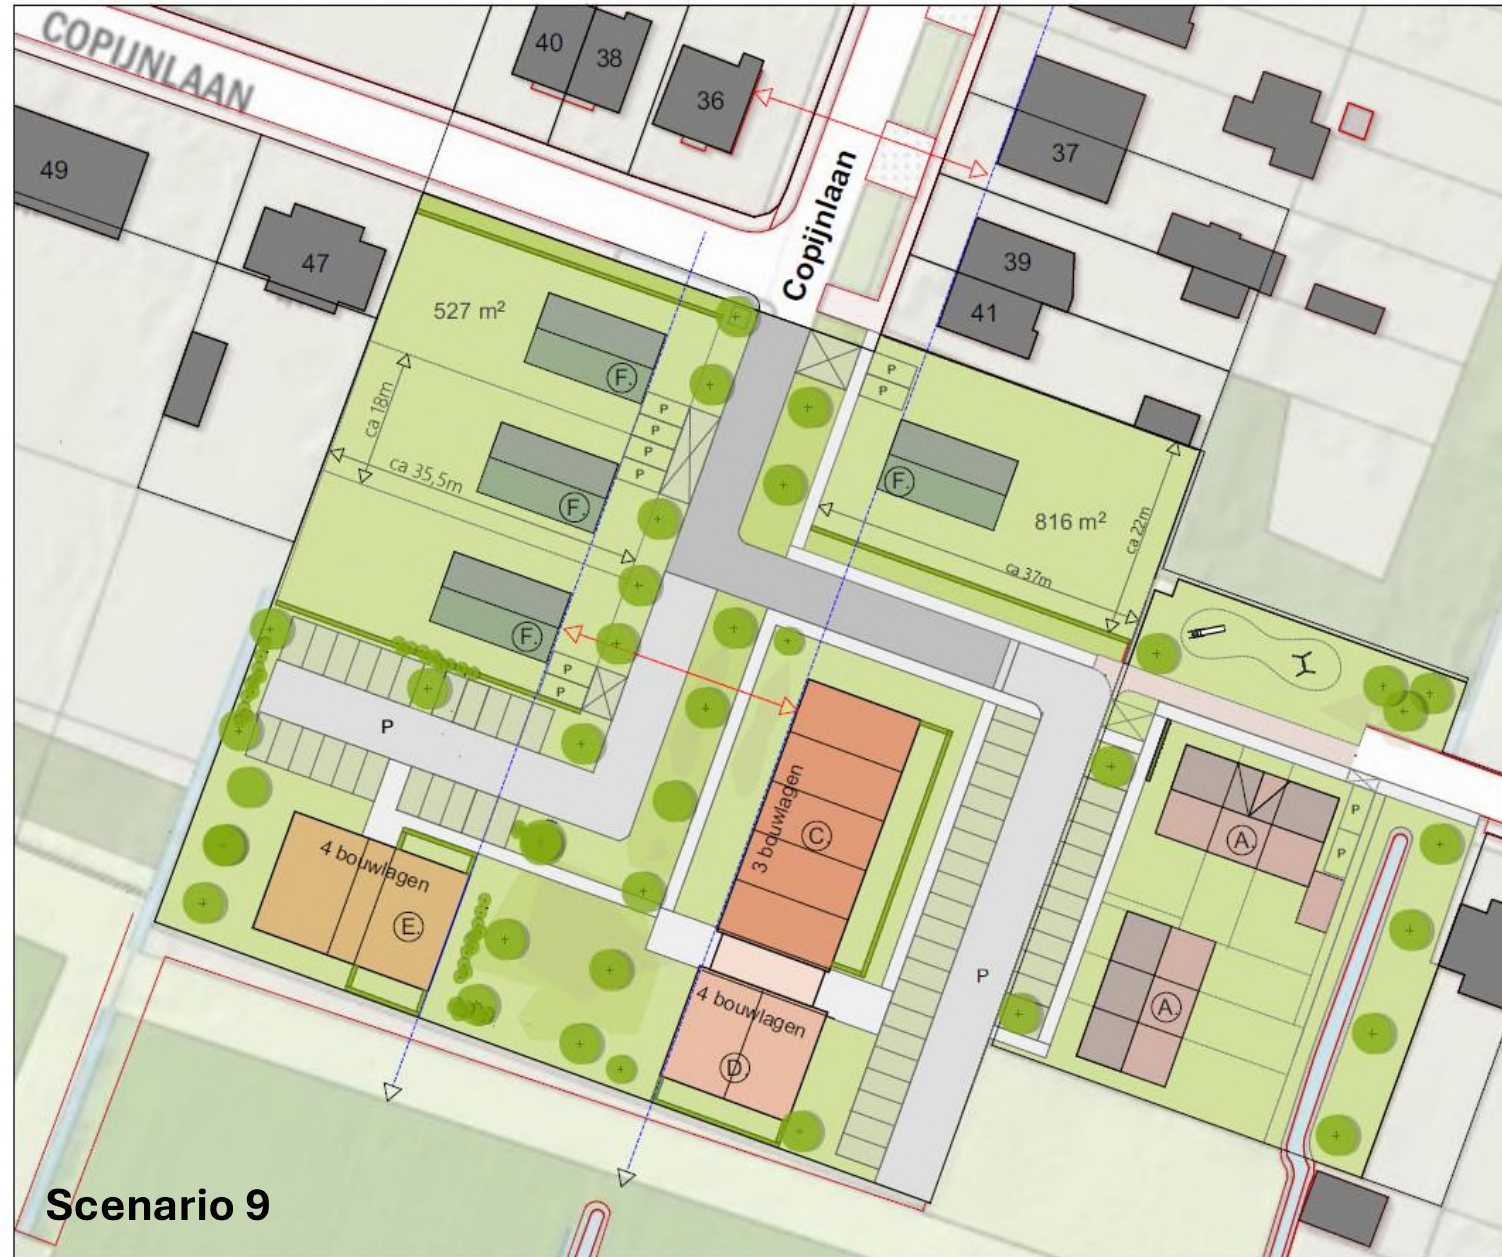 COPIJNLAAN
40
38
36
49
37
Copijnlaan
47
39
41
527 m²
F.
P
P
P
P
P
P
ca 18m
ca 35,5m
F.
F.
816 m²
ca 22m
ca 37m
F.
P
P
P
3 bouwlagen
C
4 bouwlagen
E.
4 bouwlagen
D
P
A.
P
P
A.
Scenario 9